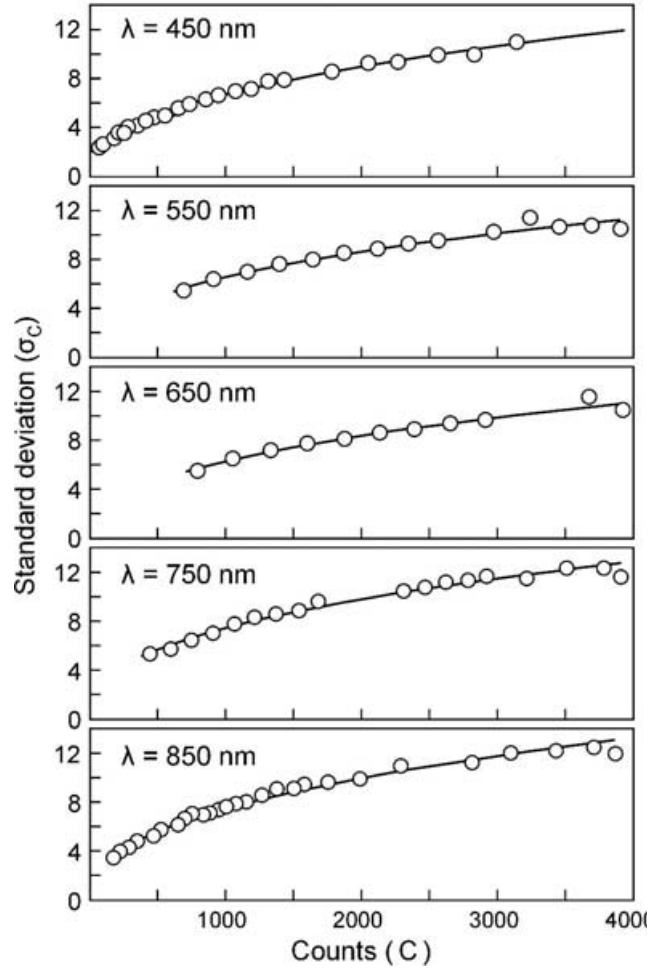 12
λ = 450 nm
8
4
0
12
λ = 550 nm
8
4
0
12
λ = 650 nm
8
4
0
12
λ = 750 nm
8
4
0
12
λ = 850 nm
8
4
0
1000 2000 3000 4000
Counts ( C )
Standard deviation (σC)